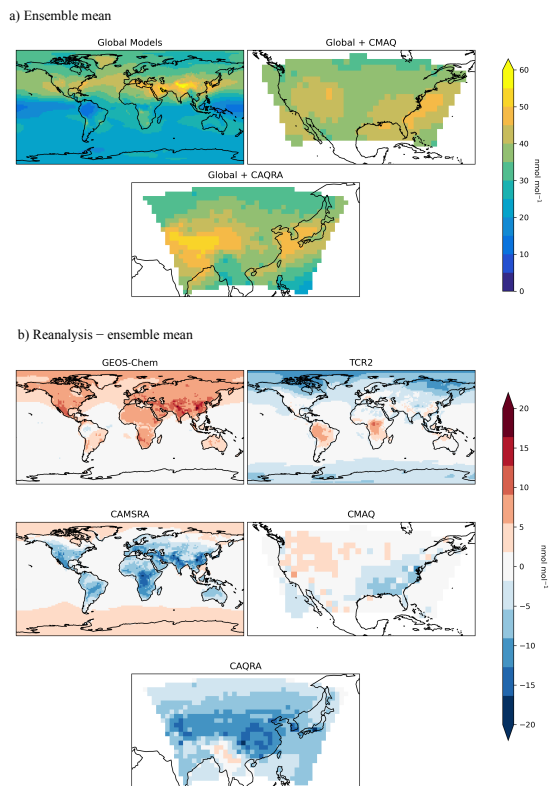 a) Ensemble mean
Global Models
Global + CMAQ
Global + CAQRA
60
50
40
30
20
10
0
nmol mol⁻¹
b) Reanalysis − ensemble mean
GEOS-Chem
TCR2
CAMSRA
CMAQ
CAQRA
20
15
10
5
0
−5
−10
−15
−20
nmol mol⁻¹